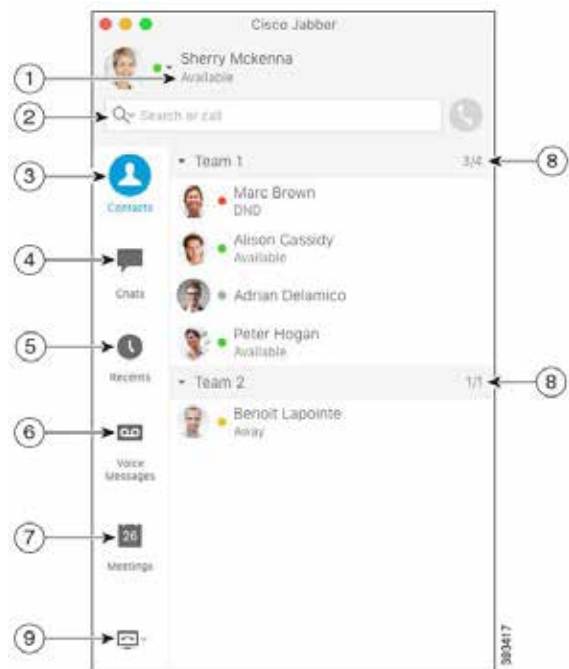 Cisco Jabber
Sherry Mckenna
Available
1
2
Search or call
3
Contacts
Team 1
3/4
8
Marc Brown
DND
4
Chats
Alison Cassidy
Available
Adrian Delamico
5
Recents
Peter Hogan
Available
Team 2
1/1
8
6
Voice
Messages
Benoit Lapointe
Away
7
26
Meetings
9
393417